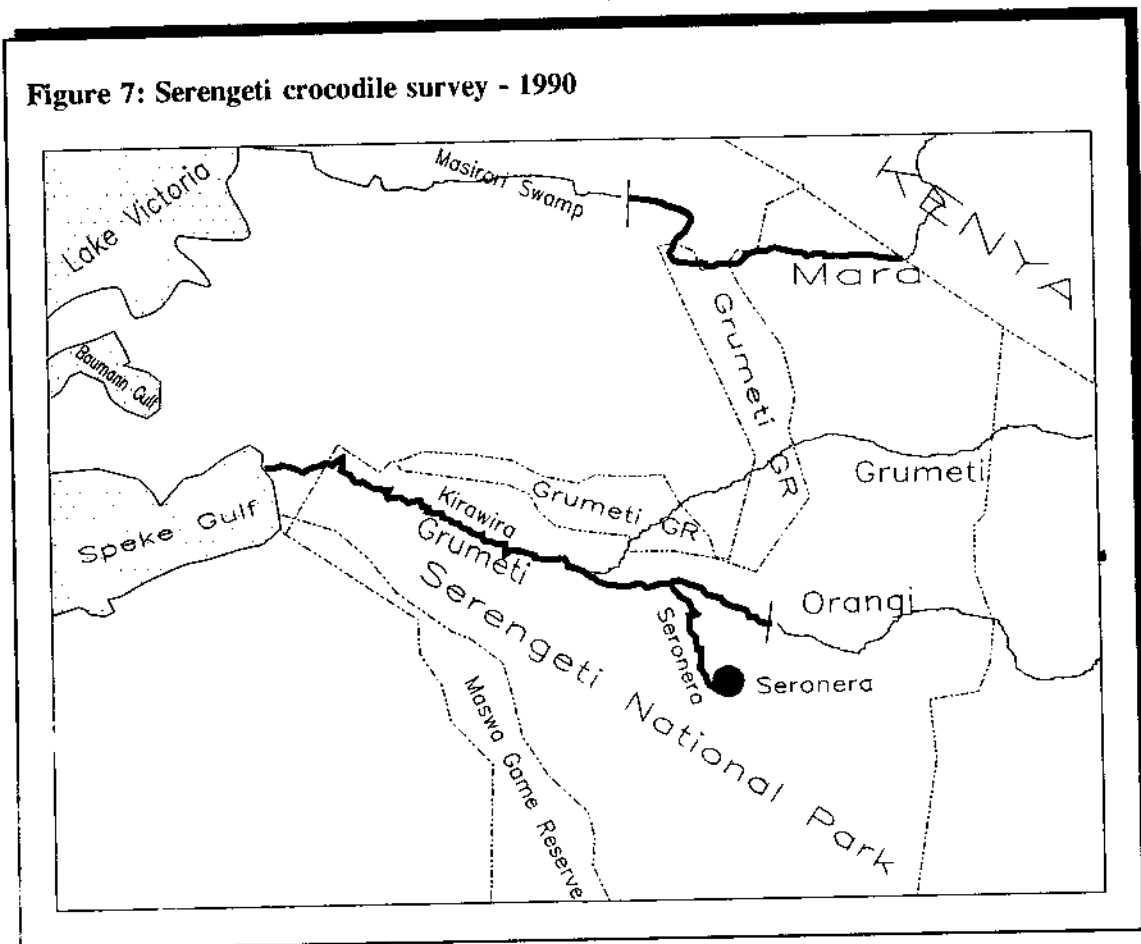 Figure 7: Serengeti crocodile survey - 1990
Lake Victoria
Masirori Swamp
KENYA
Mara
Baumann Gulf
Grumeti GR
Grumeti
Speke Gulf
Kirawira
Grumeti GR
Grumeti
Serengeti National Park
Orangi
Seronera
Seronera
Maswa Game Reserve